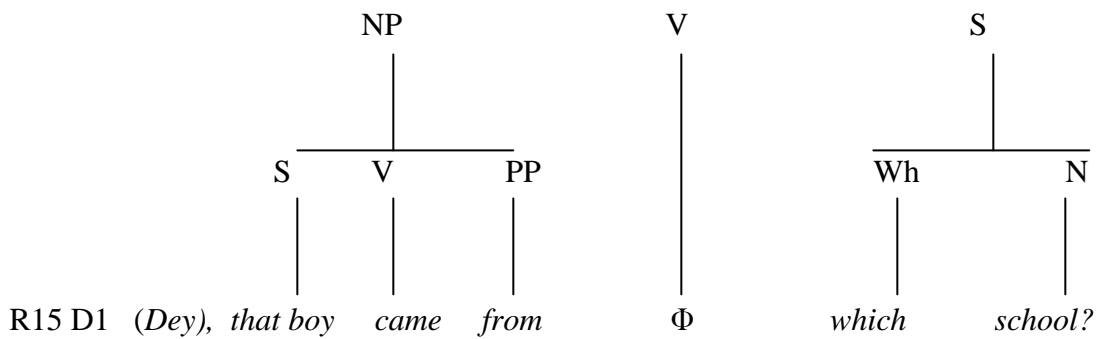 NP V S
S V PP Wh N
R15 D1 (Dey), that boy came from Φ which school?